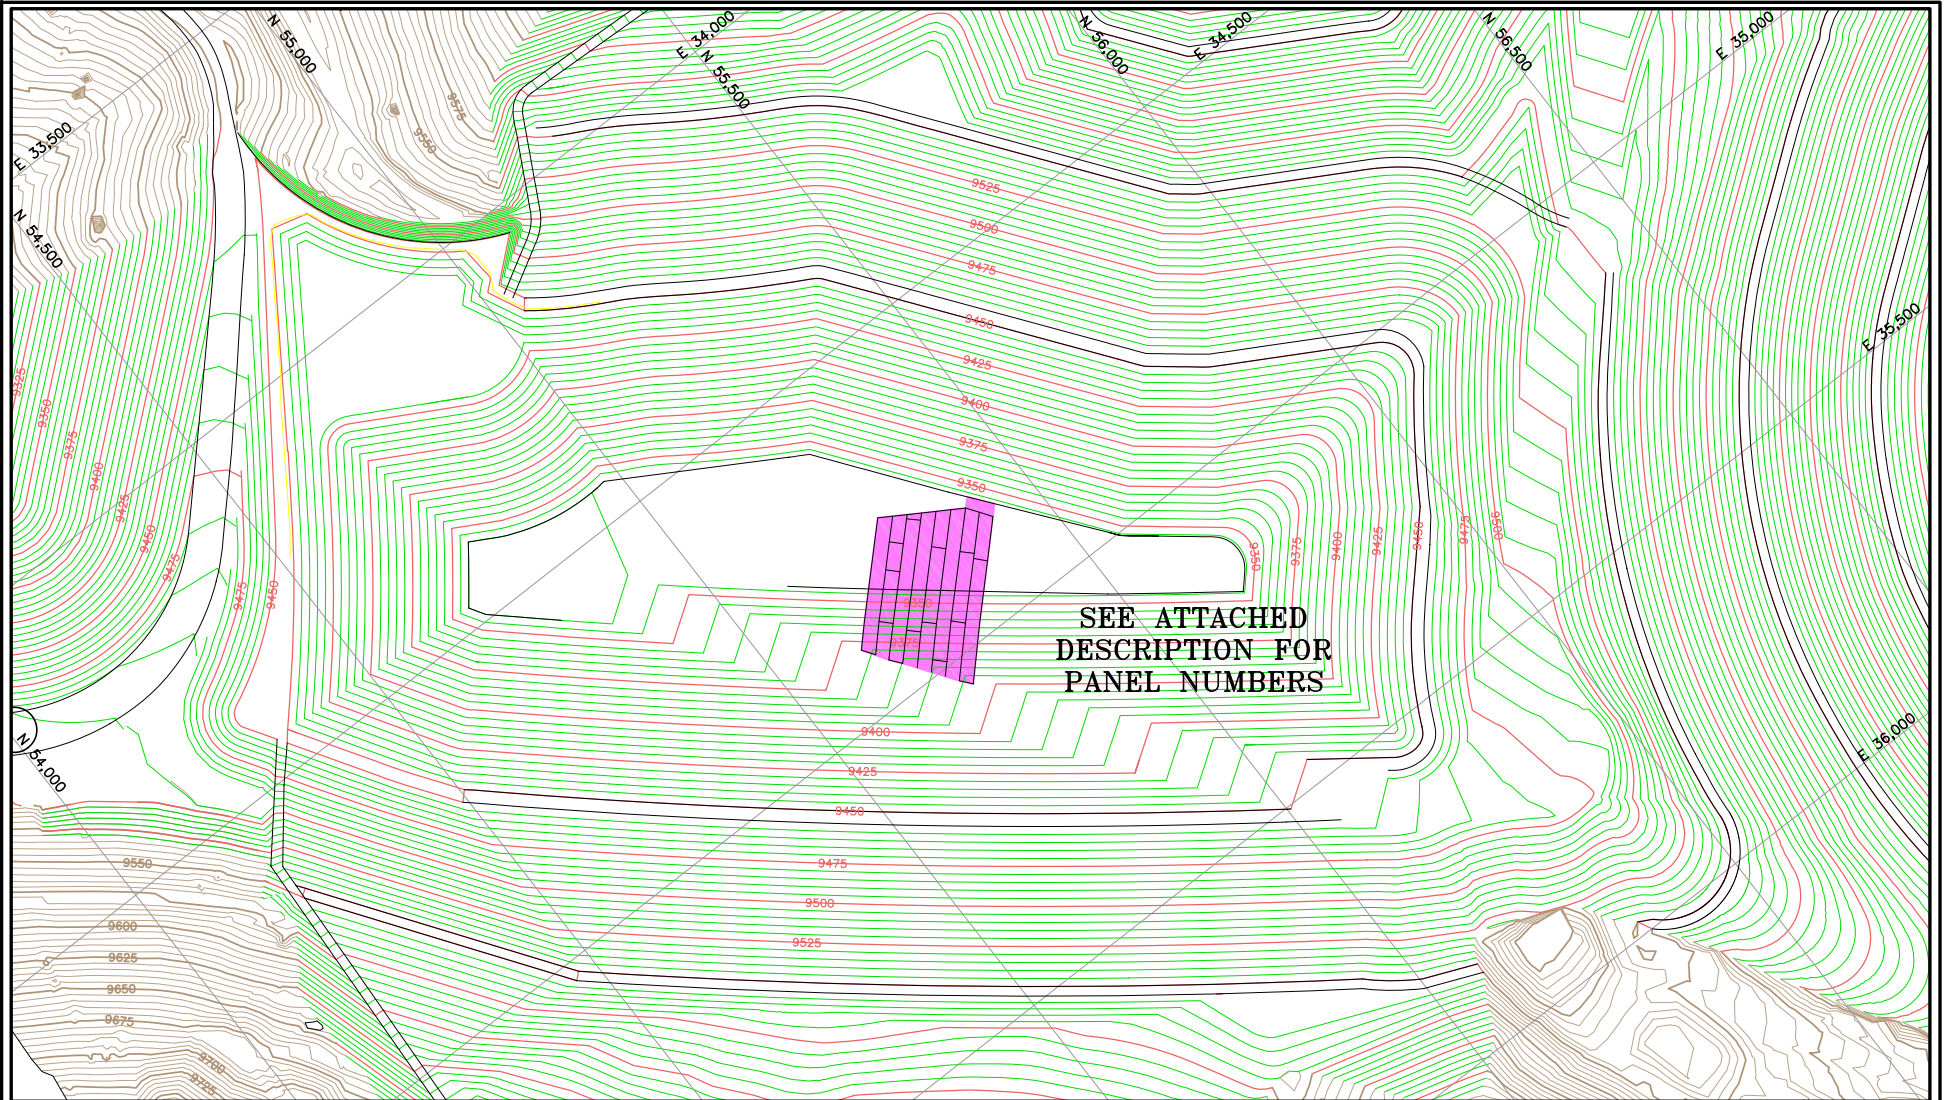 N 55,000
E 34,000
N 55,500
N 56,000
E 34,500
N 56,500
E 35,000
E 33,500
9575
9550
N 54,500
9525
9500
9475
9450
9425
9400
9375
9350
E 35,500
9325
9350
9375
9400
9425
9450
9475
9475
9450
9350
9375
9400
9425
9450
9475
9500
9350
9375
SEE ATTACHED
DESCRIPTION FOR
PANEL NUMBERS
9400
9425
9450
9475
9500
9525
N 54,000
E 36,000
9550
9600
9625
9650
9675
9700
9725